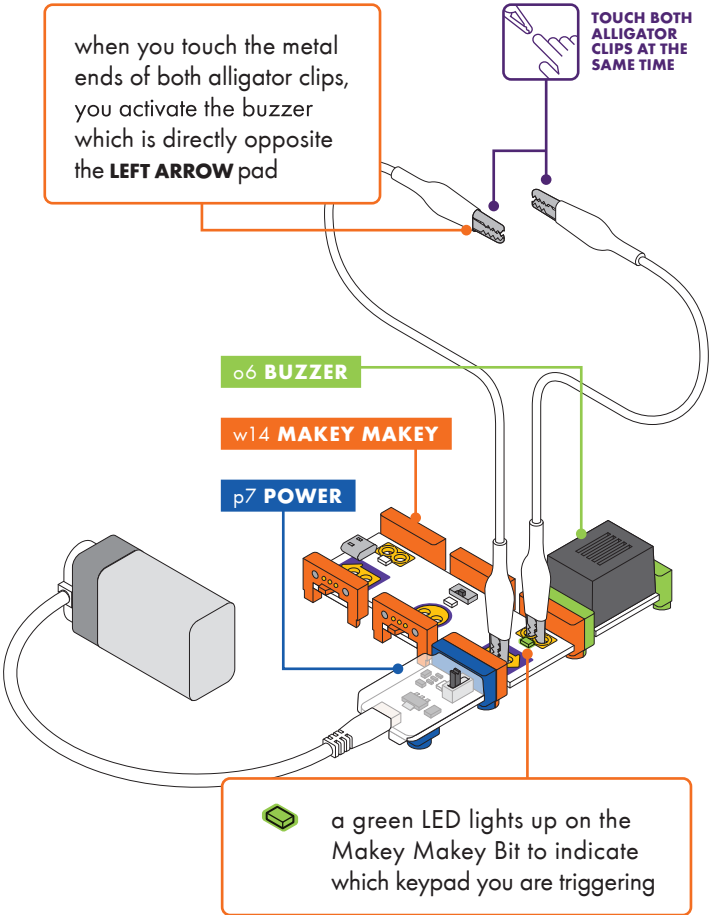 when you touch the metal
ends of both alligator clips,
you activate the buzzer
which is directly opposite
the LEFT ARROW pad
TOUCH BOTH
ALLIGATOR
CLIPS AT THE
SAME TIME
o6 BUZZER
w14 MAKEY MAKEY
p7 POWER
a green LED lights up on the
Makey Makey Bit to indicate
which keypad you are triggering